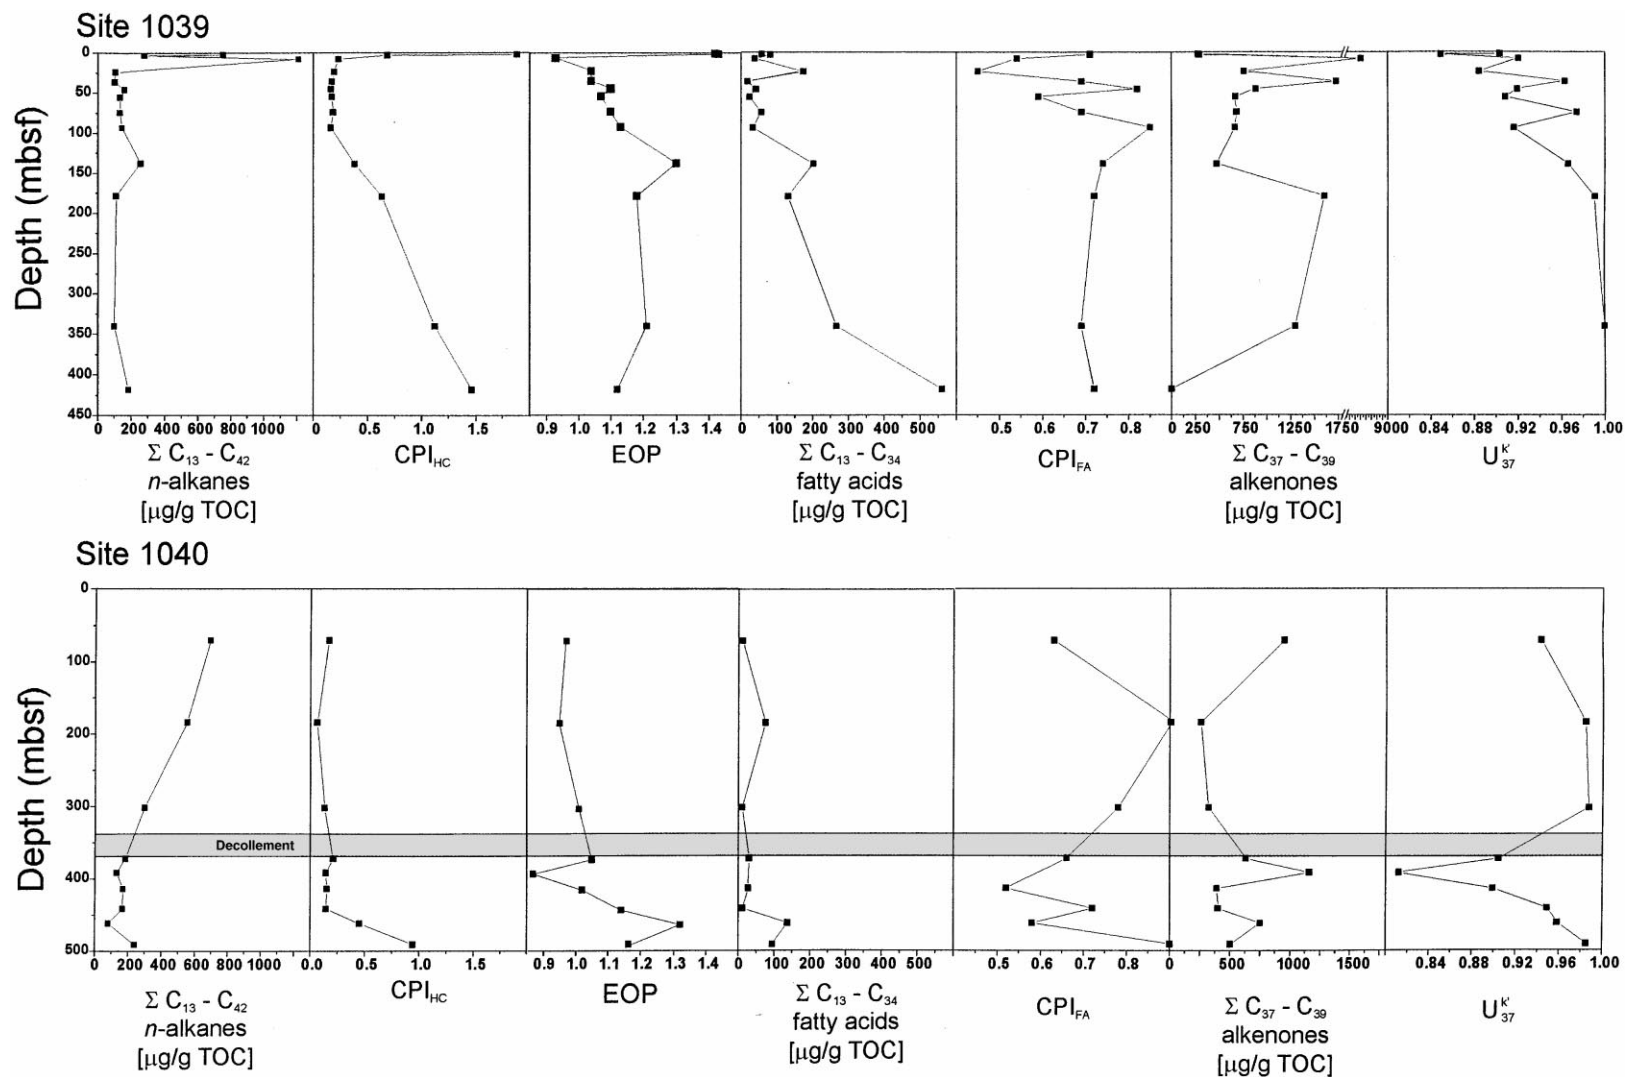 Site 1039
Depth (mbsf)
0
50
100
150
200
250
300
350
400
450
0 200 400 600 800 1000
0 0.5 1.0 1.5
0.9 1.0 1.1 1.2 1.3 1.4
0 100 200 300 400 500
0.5 0.6 0.7 0.8
0 250 750 1250 1750 9000
0.84 0.88 0.92 0.96 1.00
Σ C13 - C42
n-alkanes
[µg/g TOC]
CPIHC
EOP
Σ C13 - C34
fatty acids
[µg/g TOC]
CPIFA
Σ C37 - C39
alkenones
[µg/g TOC]
Uk'37
Site 1040
Depth (mbsf)
0
100
200
300
400
500
Decollement
0 200 400 600 800 1000
0.0 0.5 1.0 1.5
0.9 1.0 1.1 1.2 1.3 1.4
0 100 200 300 400 500
0.5 0.6 0.7 0.8
0 500 1000 1500
0.84 0.88 0.92 0.96 1.00
Σ C13 - C42
n-alkanes
[µg/g TOC]
CPIHC
EOP
Σ C13 - C34
fatty acids
[µg/g TOC]
CPIFA
Σ C37 - C39
alkenones
[µg/g TOC]
Uk'37